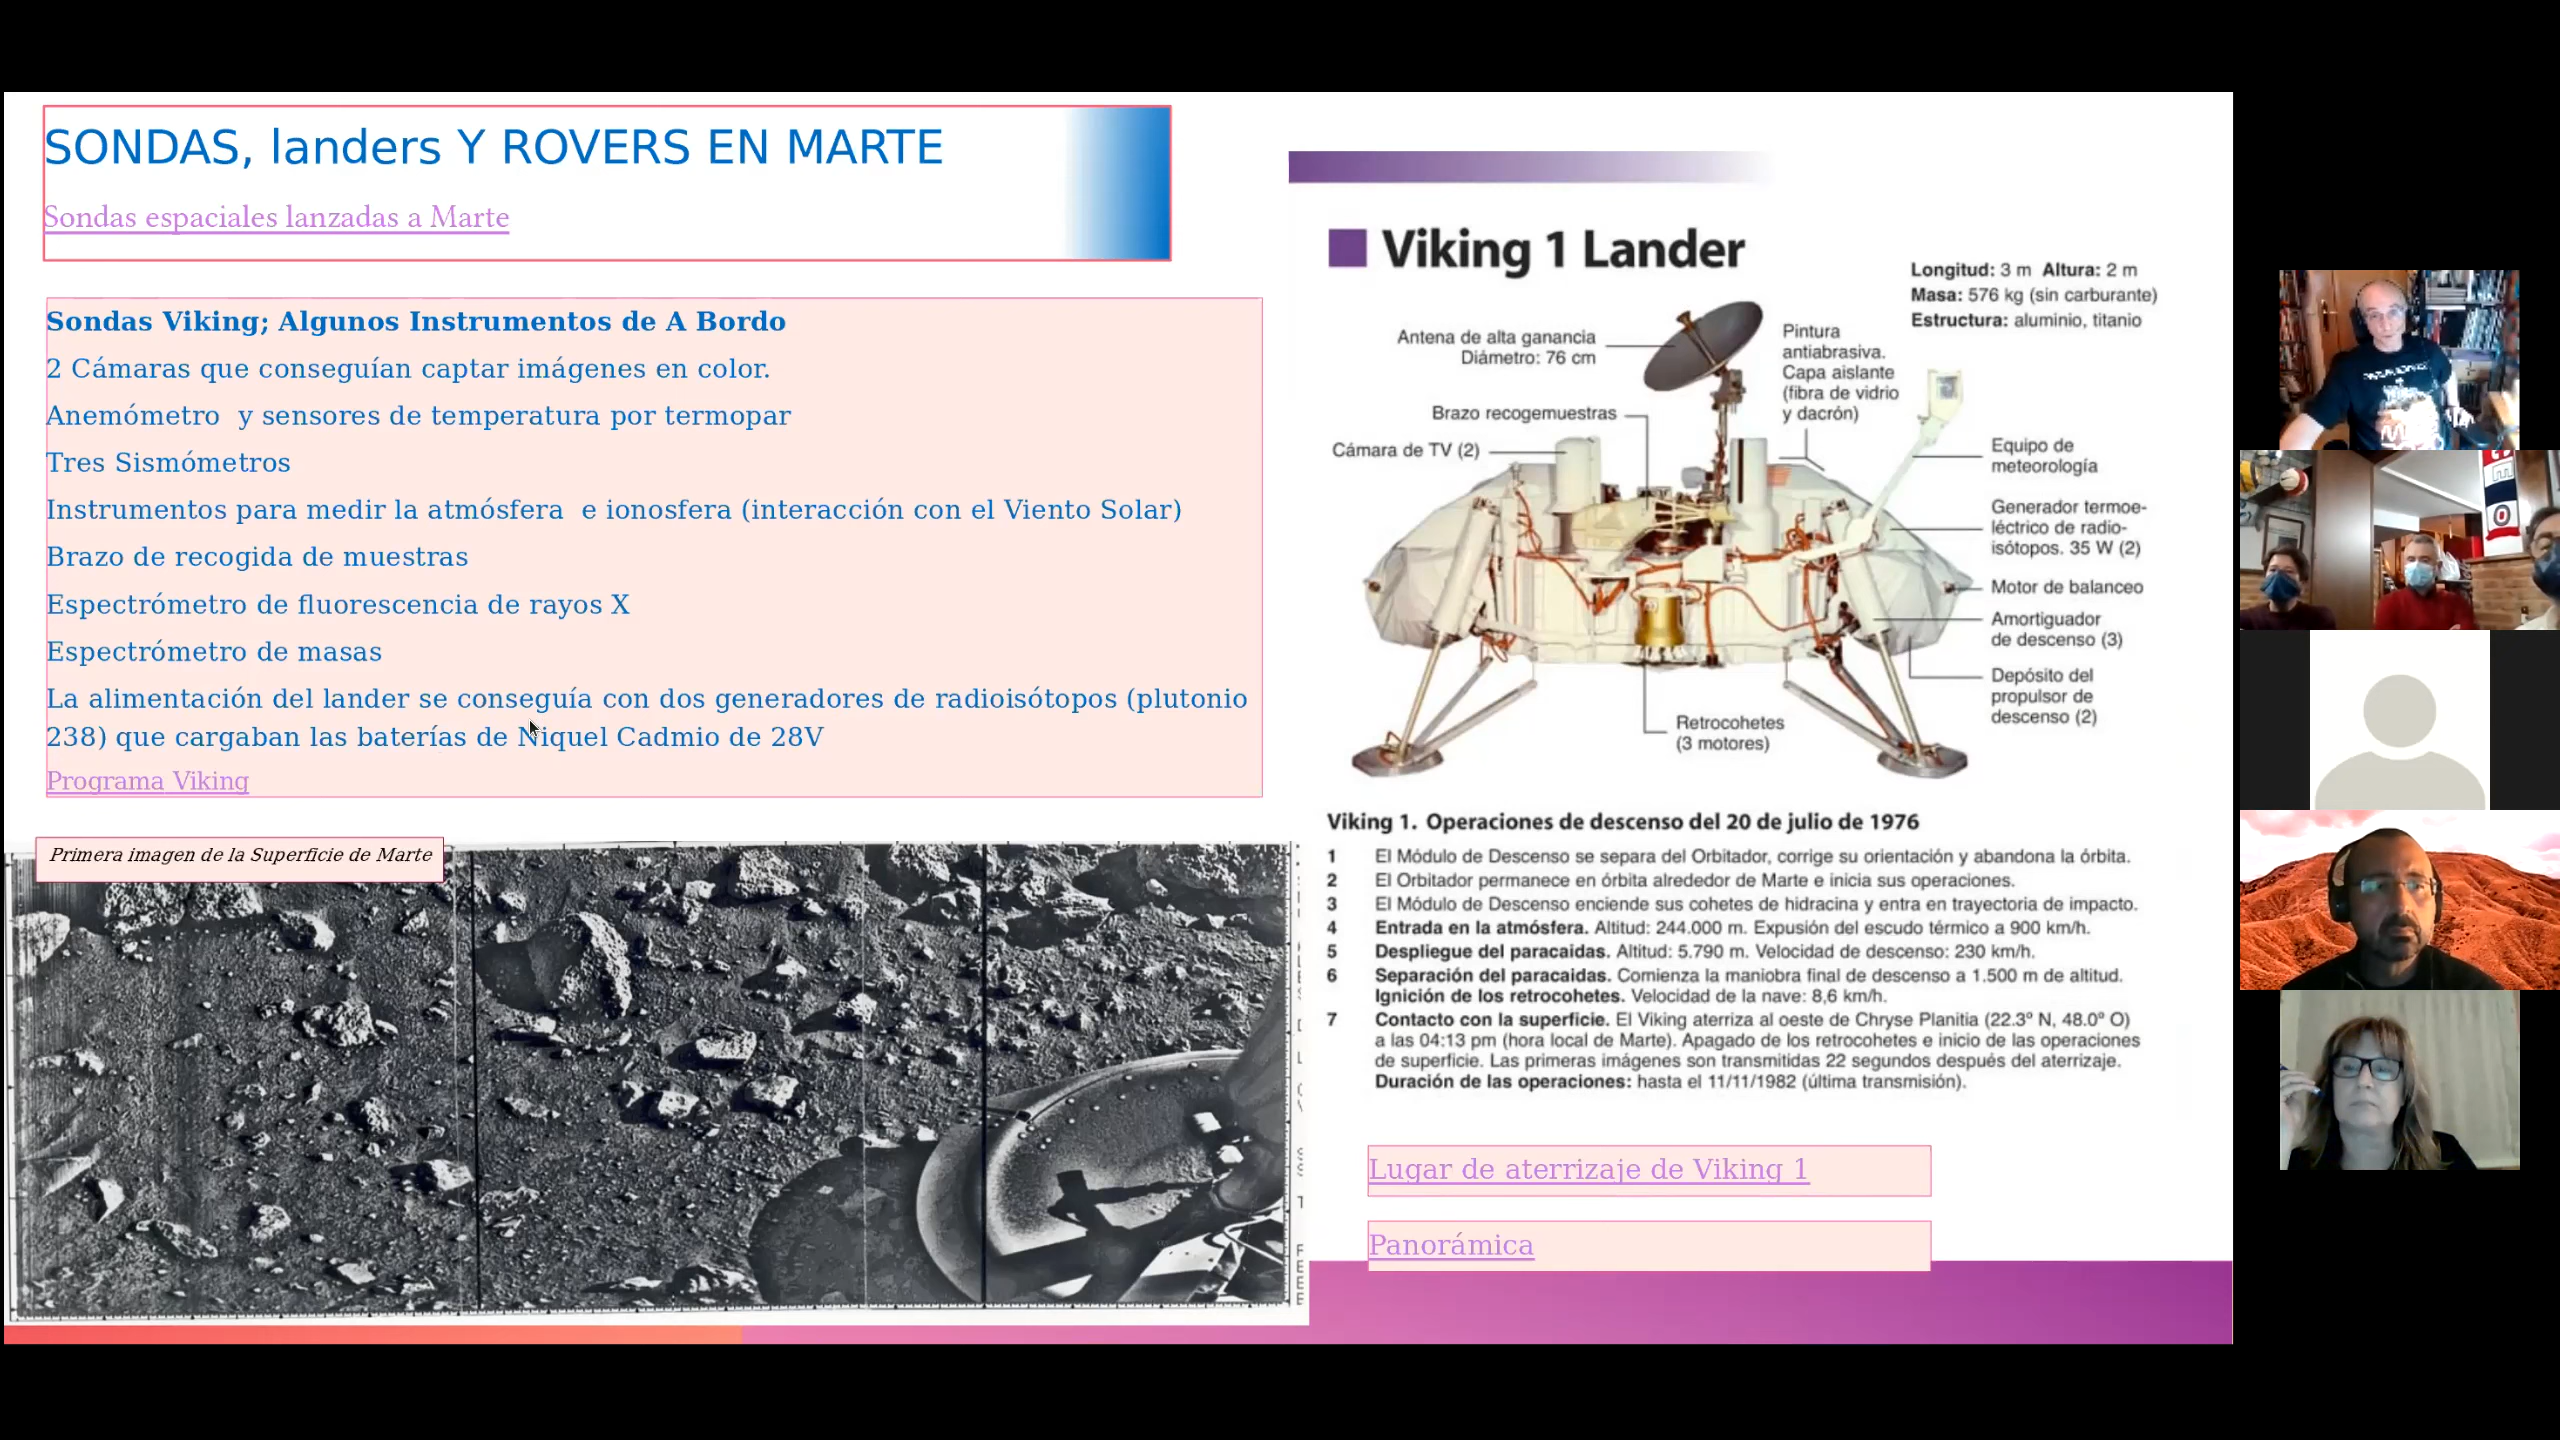 SONDAS, landers Y ROVERS EN MARTE
Sondas espaciales lanzadas a Marte
Sondas Viking; Algunos Instrumentos de A Bordo
2 Cámaras que conseguían captar imágenes en color.
Anemómetro y sensores de temperatura por termopar
Tres Sismómetros
Instrumentos para medir la atmósfera e ionosfera (interacción con el Viento Solar)
Brazo de recogida de muestras
Espectrómetro de fluorescencia de rayos X
Espectrómetro de masas
La alimentación del lander se conseguía con dos generadores de radioisótopos (plutonio
238) que cargaban las baterías de Niquel Cadmio de 28V
Programa Viking
Primera imagen de la Superficie de Marte
Viking 1 Lander
Longitud: 3 m Altura: 2 m
Masa: 576 kg (sin carburante)
Estructura: aluminio, titanio
Antena de alta ganancia
Diámetro: 76 cm
Brazo recogemuestras
Cámara de TV (2)
Pintura
antiabrasiva.
Capa aislante
(fibra de vidrio
y dacrón)
Equipo de
meteorología
Generador termoe-
léctrico de radio-
isótopos. 35 W (2)
Motor de balanceo
Amortiguador
de descenso (3)
Depósito del
propulsor de
descenso (2)
Retrocohetes
(3 motores)
Viking 1. Operaciones de descenso del 20 de julio de 1976
1 El Módulo de Descenso se separa del Orbitador, corrige su orientación y abandona la órbita.
2 El Orbitador permanece en órbita alrededor de Marte e inicia sus operaciones.
3 El Módulo de Descenso enciende sus cohetes de hidracina y entra en trayectoria de impacto.
4 Entrada en la atmósfera. Altitud: 244.000 m. Expusión del escudo térmico a 900 km/h.
5 Despliegue del paracaidas. Altitud: 5.790 m. Velocidad de descenso: 230 km/h.
6 Separación del paracaidas. Comienza la maniobra final de descenso a 1.500 m de altitud.
Ignición de los retrocohetes. Velocidad de la nave: 8,6 km/h.
7 Contacto con la superficie. El Viking aterriza al oeste de Chryse Planitia (22.3º N, 48.0º O)
a las 04:13 pm (hora local de Marte). Apagado de los retrocohetes e inicio de las operaciones
de superficie. Las primeras imágenes son transmitidas 22 segundos después del aterrizaje.
Duración de las operaciones: hasta el 11/11/1982 (última transmisión).
Lugar de aterrizaje de Viking 1
Panorámica